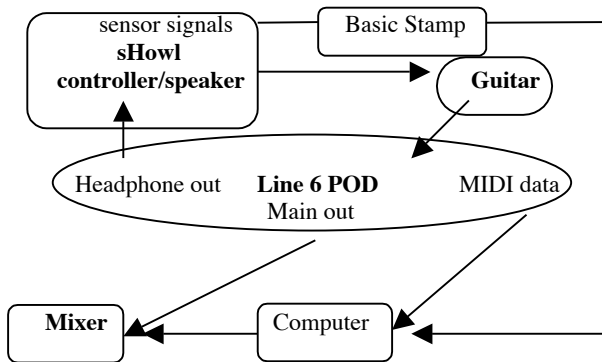 sensor signals
sHowl
controller/speaker
Basic Stamp
Guitar
Headphone out
Line 6 POD
MIDI data
Main out
Mixer
Computer